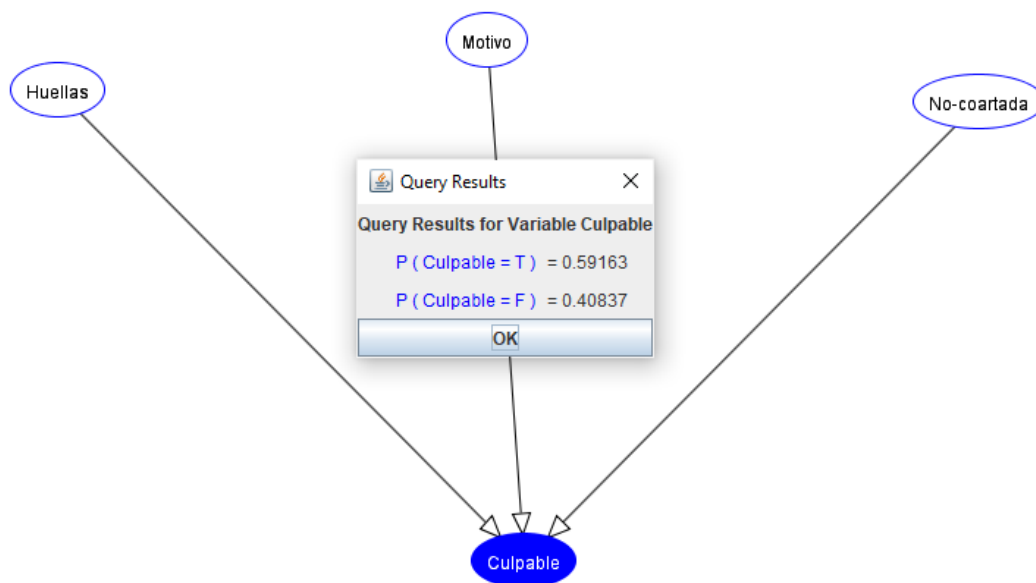 Motivo
Huellas
No-coartada
Query Results
Query Results for Variable Culpable
P ( Culpable = T ) = 0.59163
P ( Culpable = F ) = 0.40837
OK
Culpable